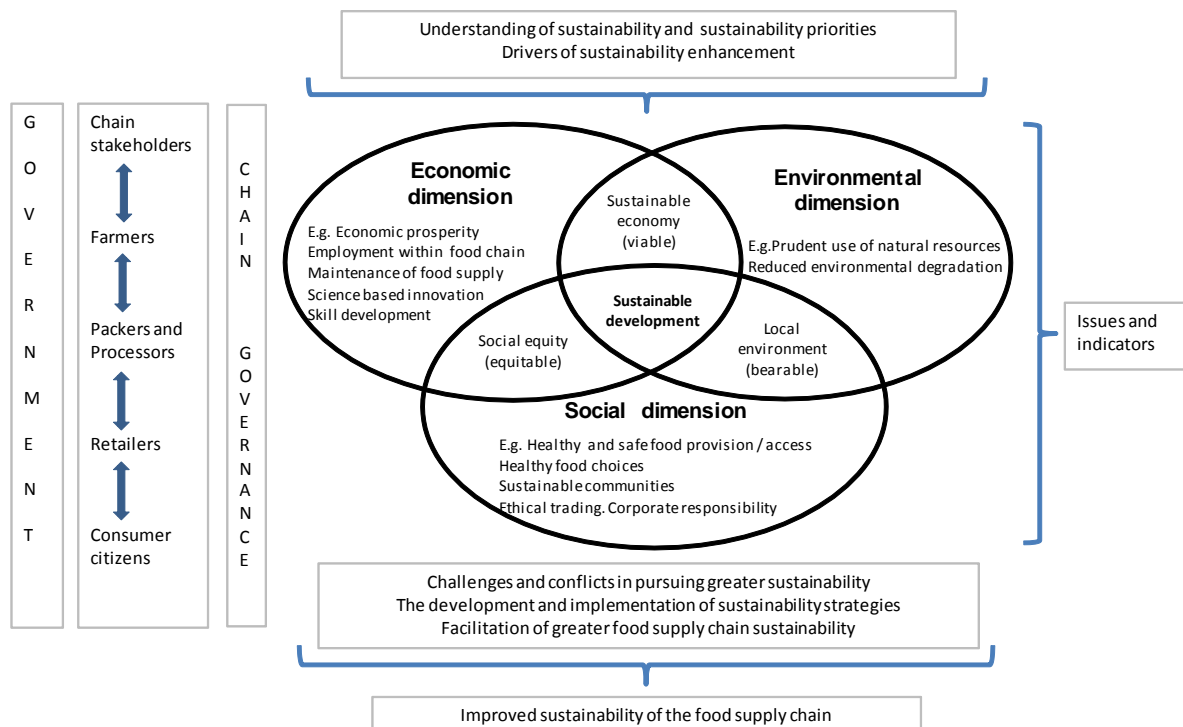 Understanding of sustainability and sustainability priorities
Drivers of sustainability enhancement
GOVERNMENT
Chain
stakeholders
Farmers
Packers and
Processors
Retailers
Consumer
citizens
CHAIN GOVERNANCE
Economic
dimension
E.g. Economic prosperity
Employment within food chain
Maintenance of food supply
Science based innovation
Skill development
Sustainable
economy
(viable)
Environmental
dimension
E.g.Prudent use of natural resources
Reduced environmental degradation
Sustainable
development
Social equity
(equitable)
Local
environment
(bearable)
Social dimension
E.g. Healthy and safe food provision / access
Healthy food choices
Sustainable communities
Ethical trading. Corporate responsibility
Issues and
indicators
Challenges and conflicts in pursuing greater sustainability
The development and implementation of sustainability strategies
Facilitation of greater food supply chain sustainability
Improved sustainability of the food supply chain